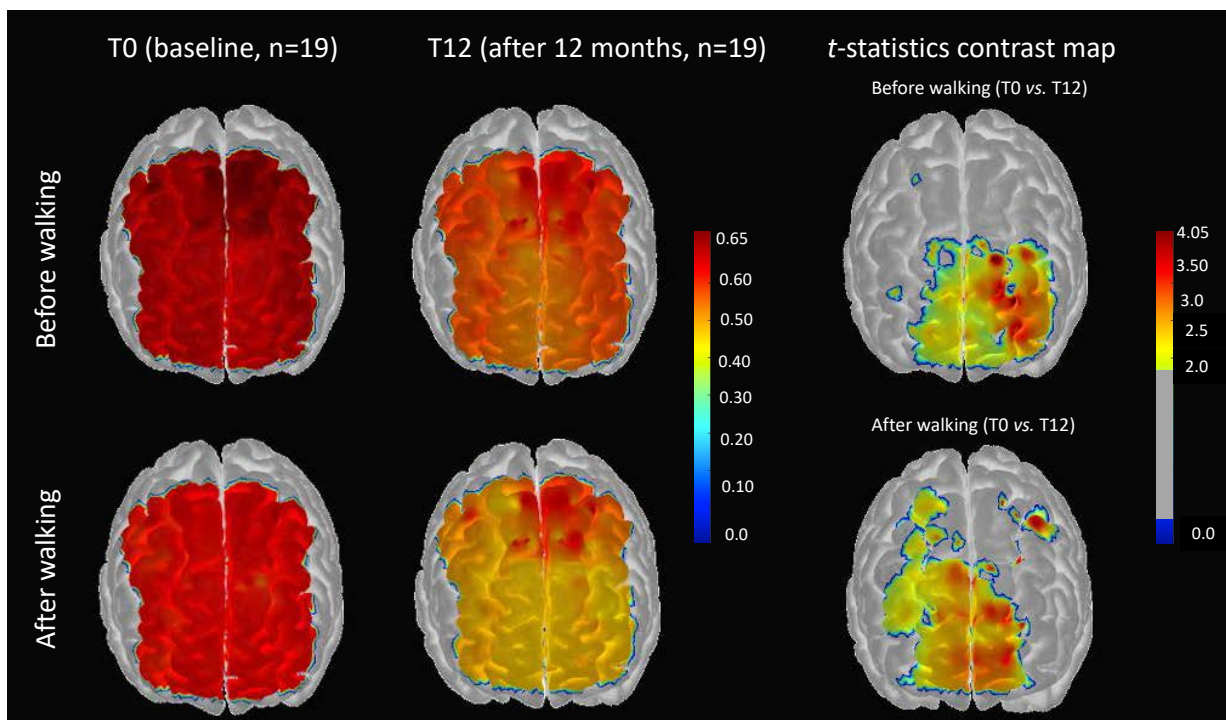 T0 (baseline, n=19)
T12 (after 12 months, n=19)
t-statistics contrast map
Before walking (T0 vs. T12)
Before walking
0.65
0.60
0.50
0.40
0.30
0.20
0.10
0.0
4.05
3.50
3.0
2.5
2.0
0.0
After walking (T0 vs. T12)
After walking